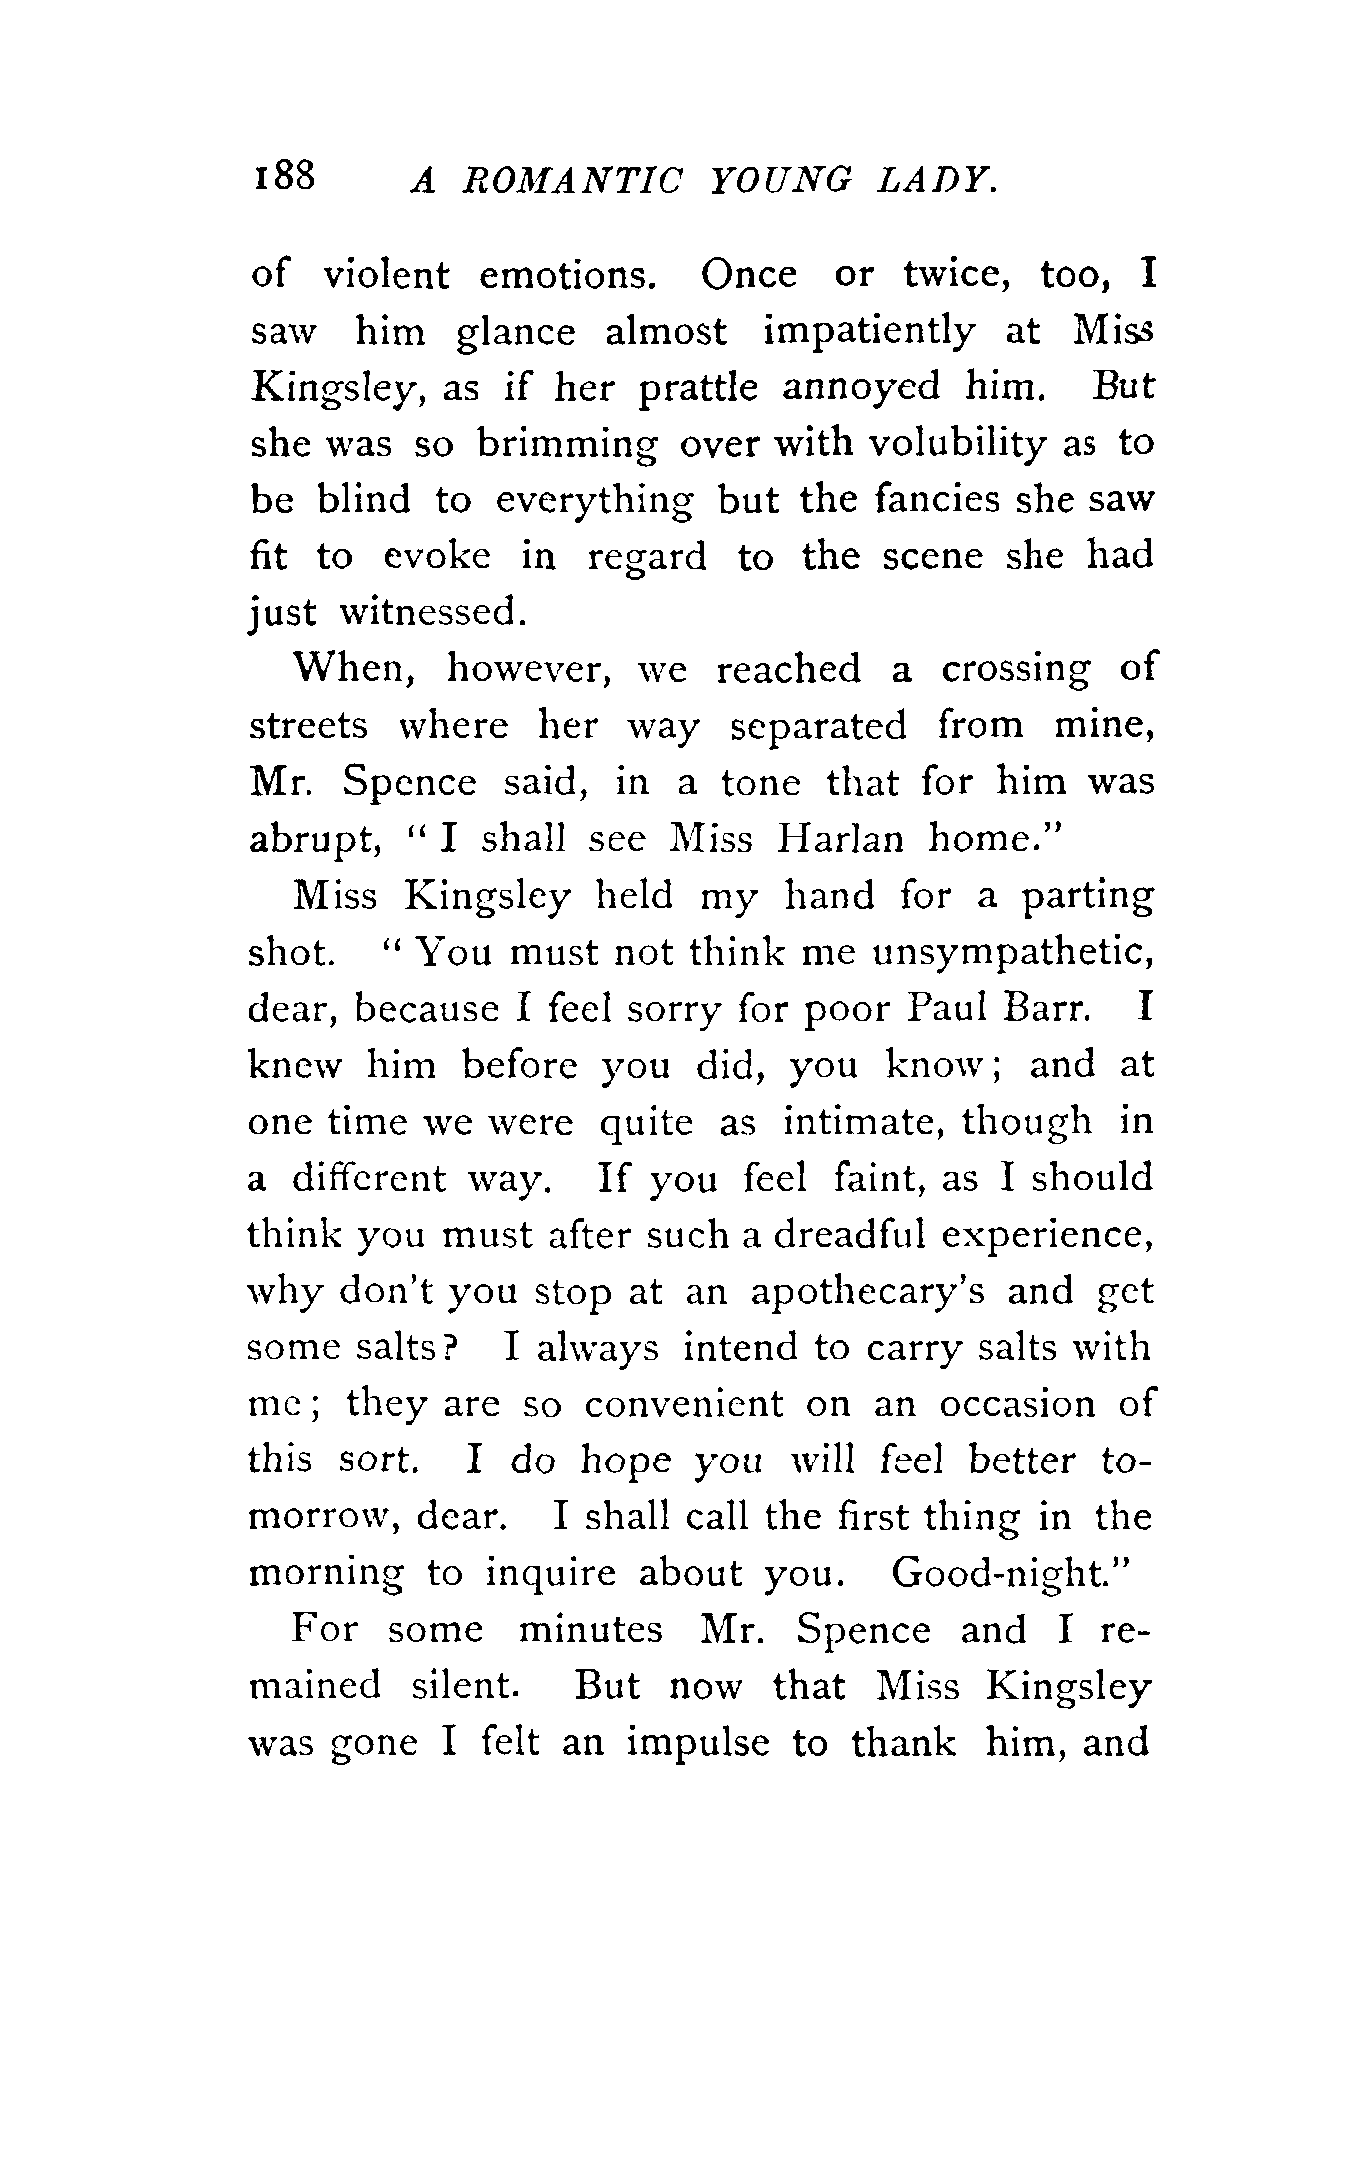 188 A ROMANTIC YOUNG LADY.
of violent emotions. Once or twice, too, I
saw him glance almost impatiently at Miss
Kingsley, as if her prattle annoyed him. But
she was so brimming over with volubility as to
be blind to everything but the fancies she saw
fit to evoke in regard to the scene she had
just witnessed.
When, however, we reached a crossing of
streets where her way separated from mine,
Mr. Spence said, in a tone that for him was
abrupt, " I shall see Miss Harlan home."
Miss Kingsley held my hand for a parting
shot. " You must not think me unsympathetic,
dear, because I feel sorry for poor Paul Barr. I
knew him before you did, you know; and at
one time we were quite as intimate, though in
a different way. If you feel faint, as I should
think you must after such a dreadful experience,
why don't you stop at an apothecary's and get
some salts? I always intend to carry salts with
me; they are so convenient on an occasion of
this sort. I do hope you will feel better to-
morrow, dear. I shall call the first thing in the
morning to inquire about you. Good-night."
For some minutes Mr. Spence and I re-
mained silent. But now that Miss Kingsley
was gone I felt an impulse to thank him, and